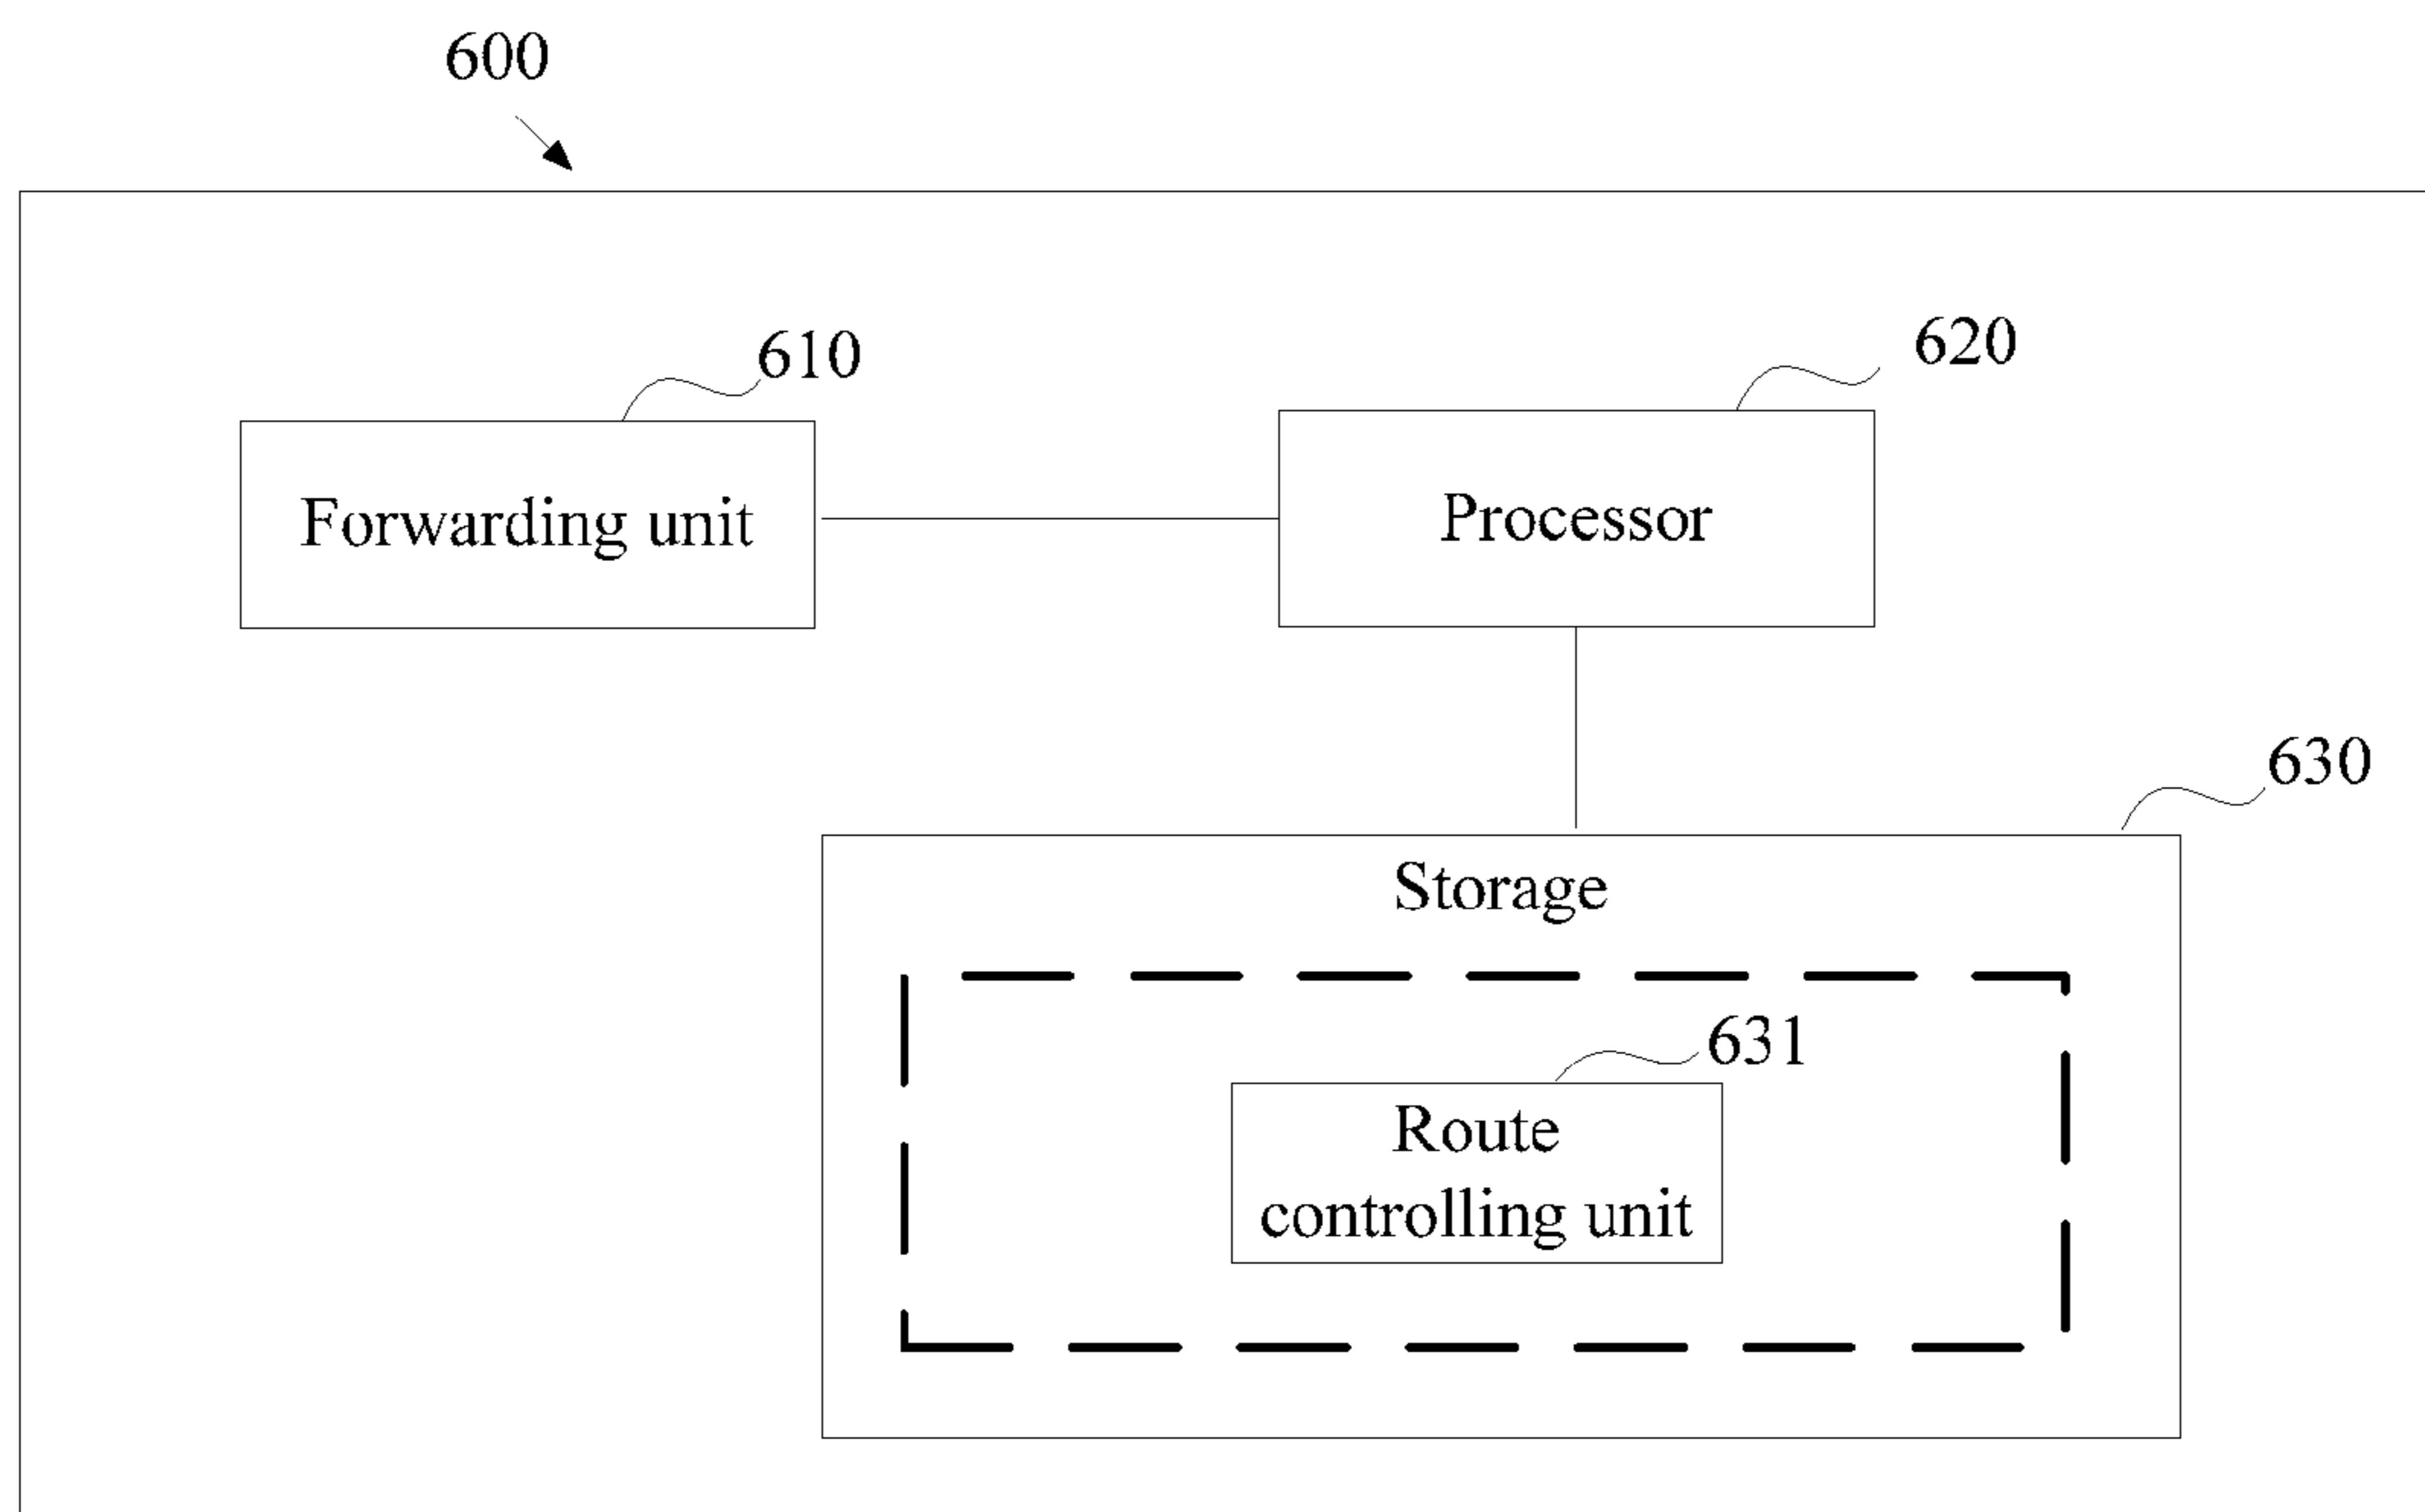 600
610
620
Forwarding unit
Processor
630
Storage
631
Route
controlling unit